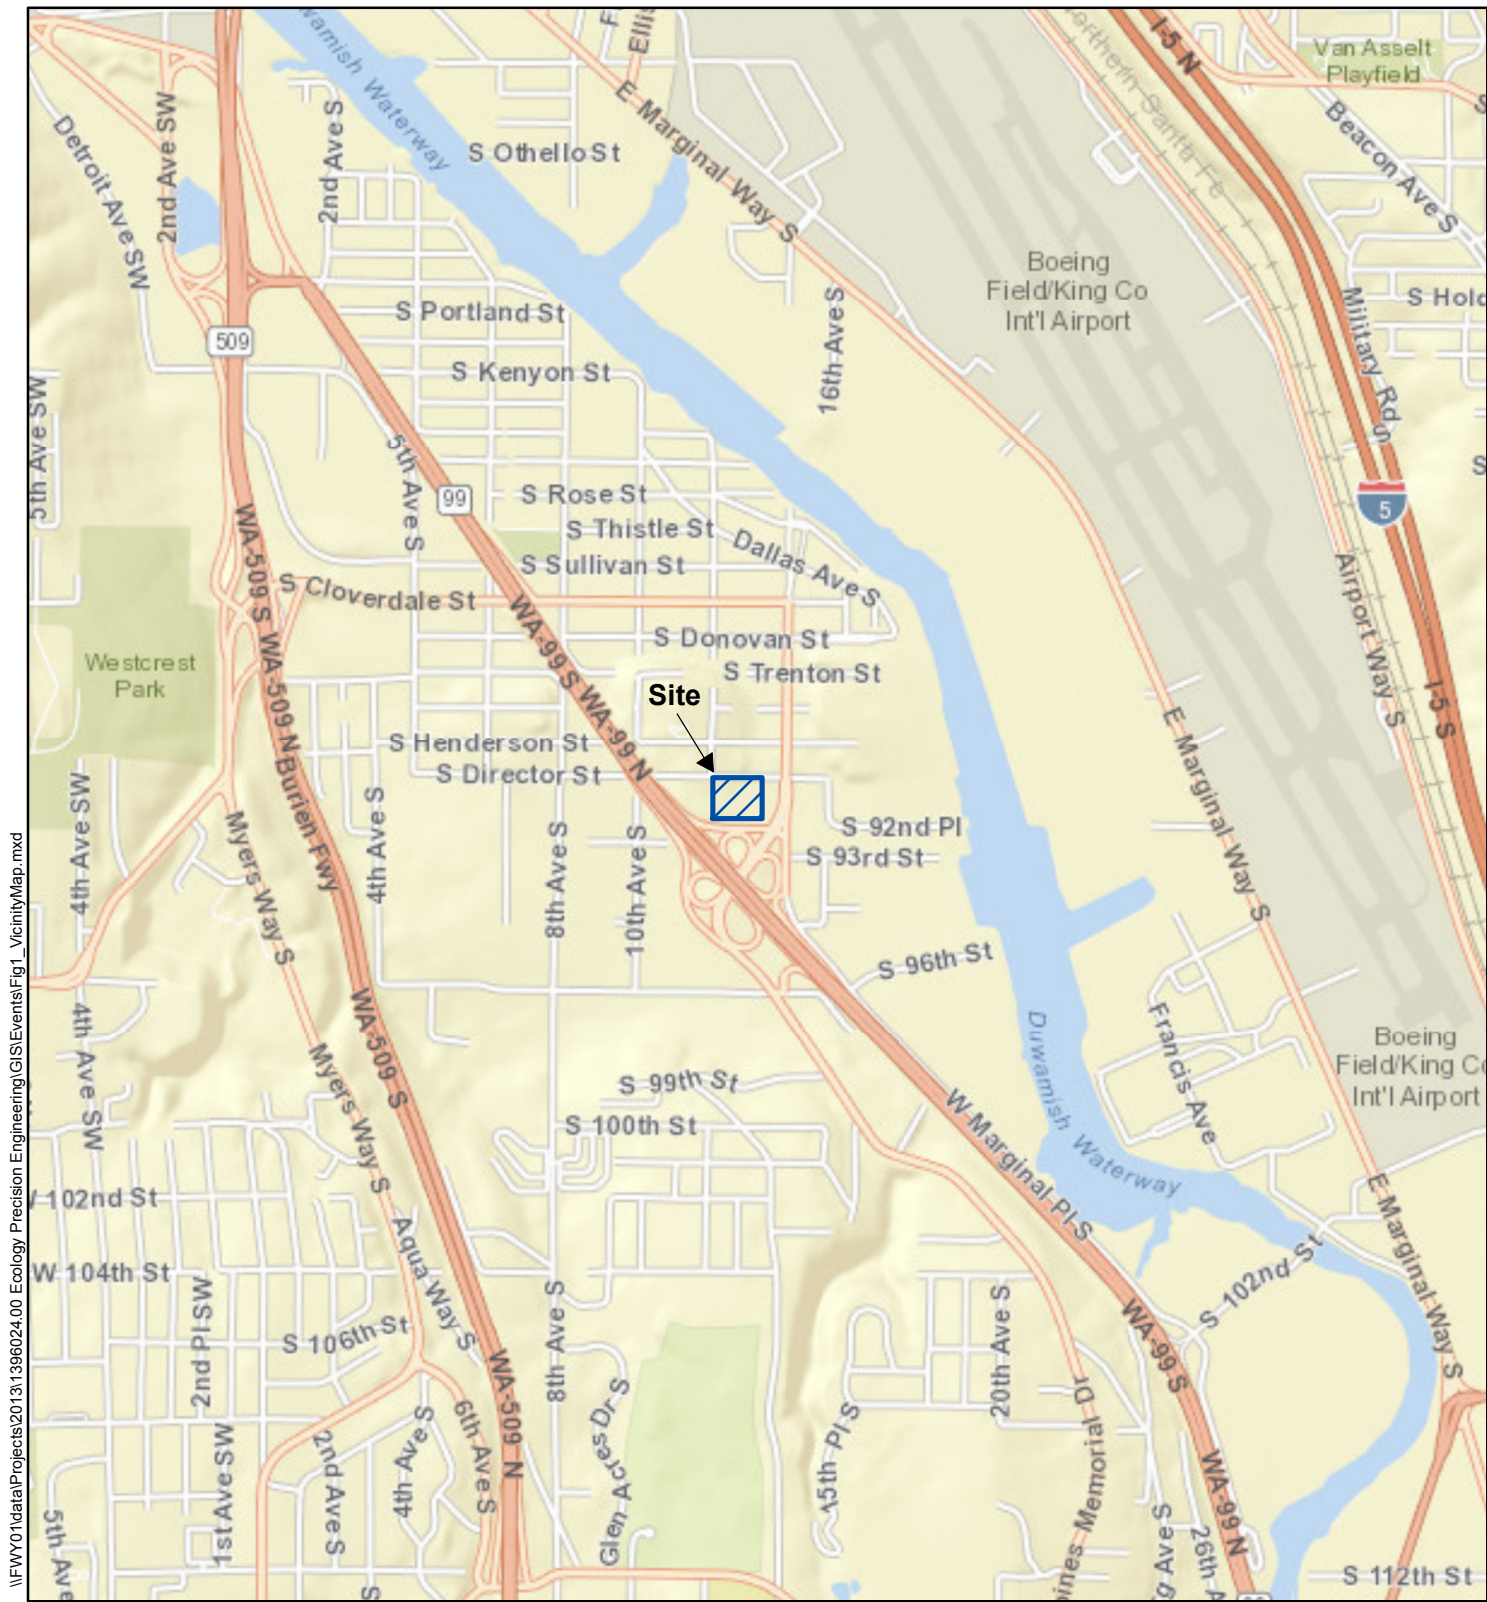 wamish Waterway
Ellis
I-5 N
Northern Santa Fe
Van Asselt
Playfield
Beacon Ave S
E Marginal Way S
S Othello St
Detroit Ave SW
2nd Ave SW
2nd Ave S
Boeing
Field/King Co
Int'l Airport
Military Rd S
S Hold
S Portland St
509
S Kenyon St
16th Ave S
5th Ave SW
5th Ave S
99
S Rose St
5
S Thistle St
Dallas Ave S
S Sullivan St
WA-509 S
S Cloverdale St
WA-99 S
Airport Way S
S Donovan St
Westcrest
Park
WA-509 N
S Trenton St
WA-99 N
Site
I-5 S
S Henderson St
S Director St
E Marginal Way S
Burien Fwy
4th Ave SW
Myers Way S
4th Ave S
8th Ave S
10th Ave S
S 92nd Pl
S 93rd St
S 96th St
4th Ave SW
WA-509 S
Duwamish Waterway
Francis Ave
Boeing
Field/King Co
Int'l Airport
Myers Way S
S 99th St
S 100th St
W Marginal Pl S
W 102nd St
E Marginal Way S
Aqua Way S
W 104th St
S 102nd St
2nd Pl SW
S 106th St
8th Ave S
20th Ave S
WA-99 S
WA-509 N
Glen Acres Dr S
15th Pl S
oines Memorial Dr
1st Ave SW
2nd Ave S
4th Ave S
6th Ave S
WA-99 N
5th Ave
S
g Ave S
26th A
S 112th St
\\FWY01\data\Projects\2013\1396024.00 Ecology Precision Engineering\GIS\Events\Fig1_VicinityMap.mxd